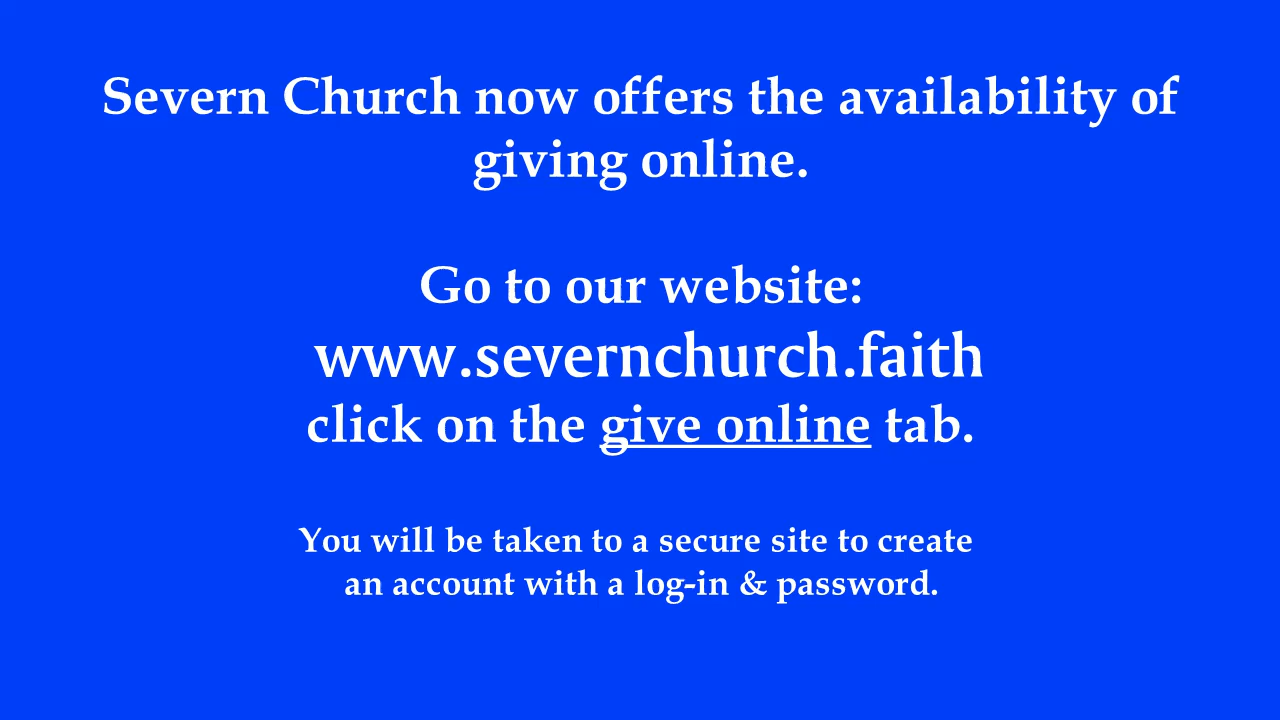 Severn Church now offers the availability of
giving online.
Go to our website:
www.severnchurch.faith
click on the give online tab.
You will be taken to a secure site to create
an account with a log-in & password.